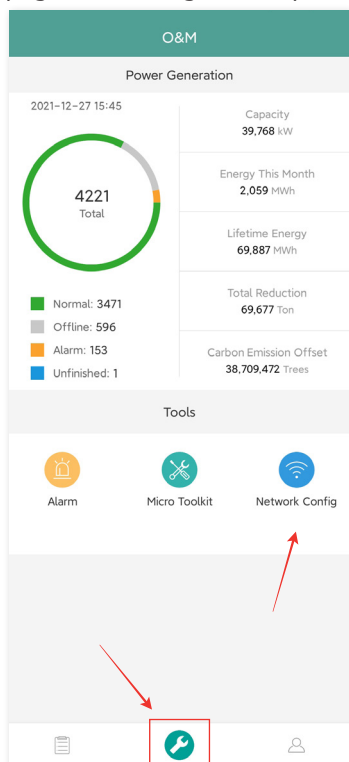 O&M
Power Generation
2021-12-27 15:45
4221
Total
Normal: 3471
Offline: 596
Alarm: 153
Unfinished: 1
Capacity
39,768 kW
Energy This Month
2,059 MWh
Lifetime Energy
69,887 MWh
Total Reduction
69,677 Ton
Carbon Emission Offset
38,709,472 Trees
Tools
Alarm
Micro Toolkit
Network Config